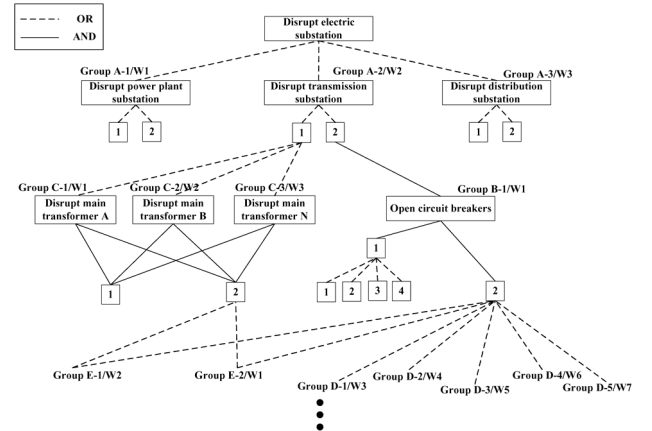 OR
AND
Disrupt electric
substation
Group A-1/W1
Disrupt power plant
substation
Group A-2/W2
Disrupt transmission
substation
Group A-3/W3
Disrupt distribution
substation
1
2
1
2
1
2
Group C-1/W1
Disrupt main
transformer A
Group C-2/W2
Disrupt main
transformer B
Group C-3/W3
Disrupt main
transformer N
Group B-1/W1
Open circuit breakers
1
1
2
3
4
1
2
2
Group E-1/W2
Group E-2/W1
Group D-1/W3
Group D-2/W4
Group D-3/W5
Group D-4/W6
Group D-5/W7